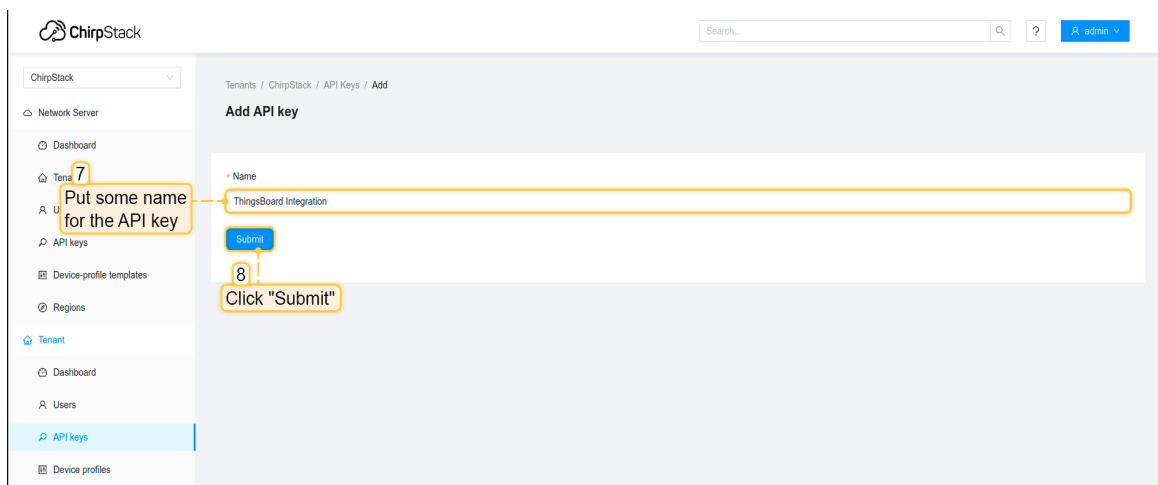 ChirpStack
Search...
?
admin
ChirpStack
Tenants / ChirpStack / API Keys / Add
Add API key
Network Server
Dashboard
Tena
7
Put some name
for the API key
U
API keys
Device-profile templates
Regions
Tenant
Dashboard
Users
API keys
Device profiles
* Name
ThingsBoard Integration
Submit
8
Click "Submit"